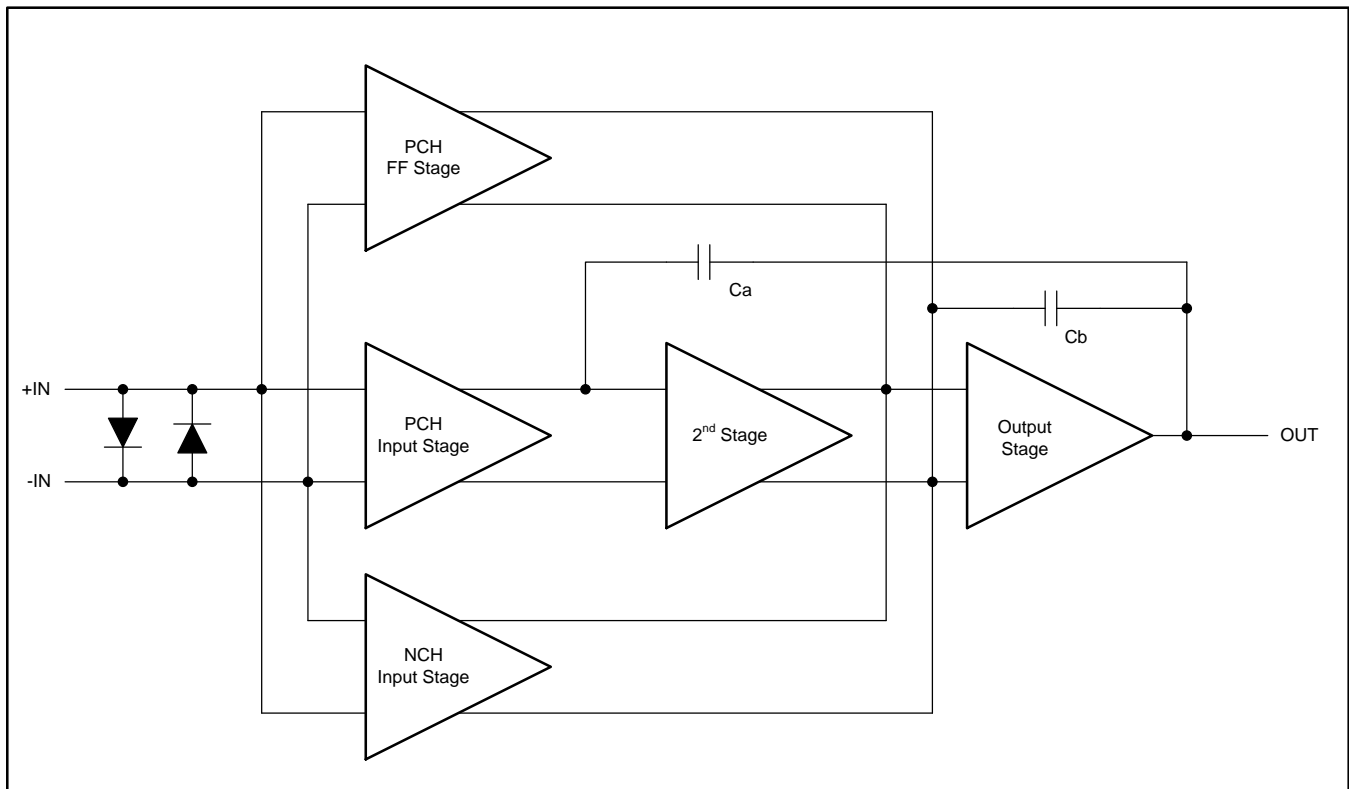 PCH
FF Stage
Ca
Cb
+IN
-IN
PCH
Input Stage
2nd Stage
Output
Stage
OUT
NCH
Input Stage